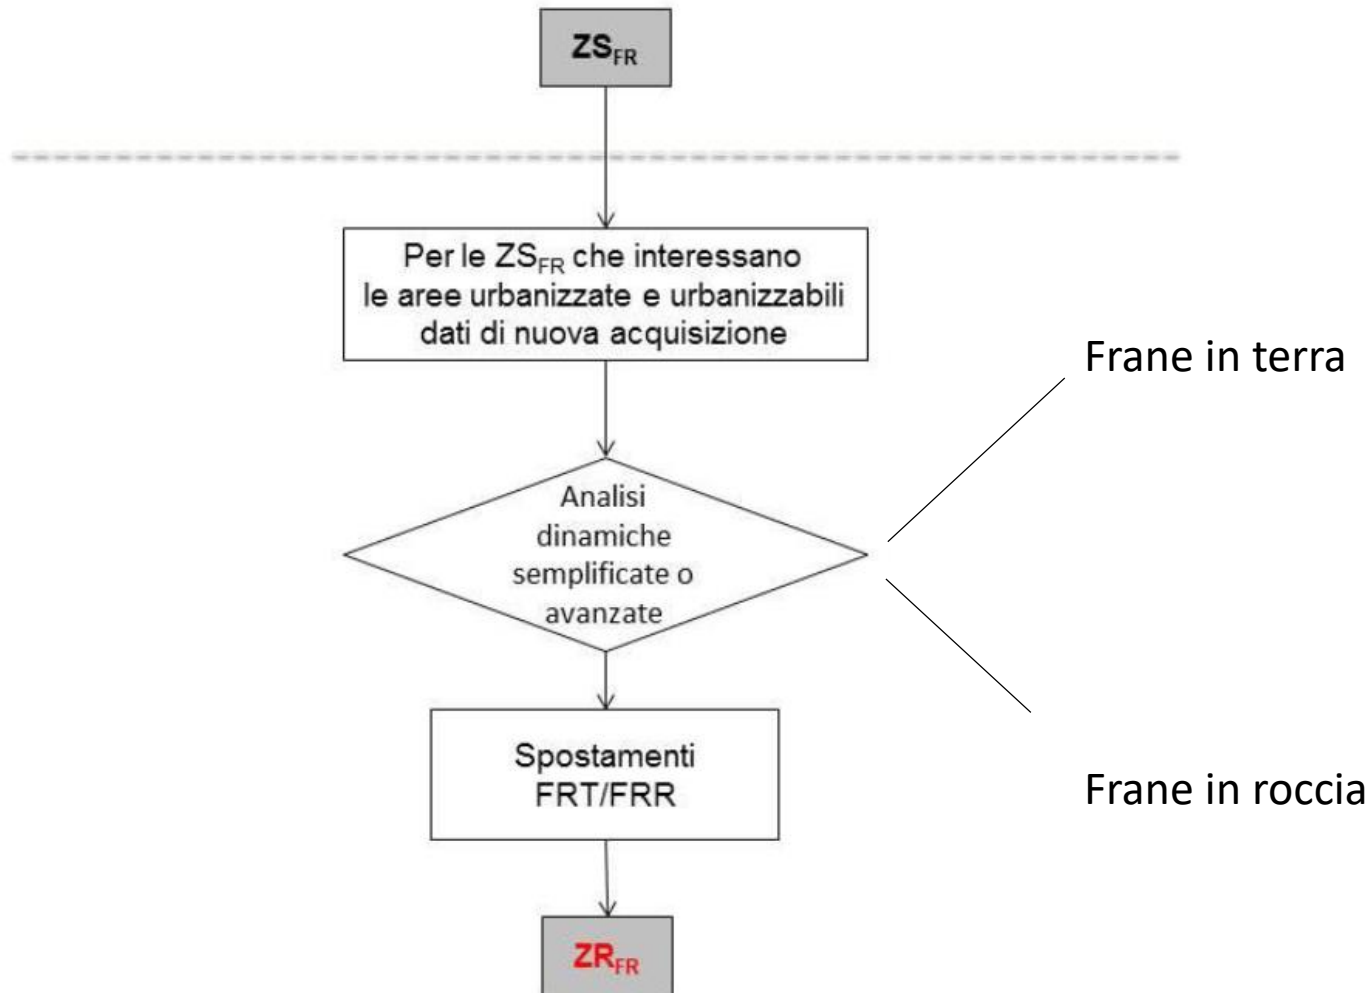 ZSFR
Per le ZSFR che interessano
le aree urbanizzate e urbanizzabili
dati di nuova acquisizione
Frane in terra
Analisi
dinamiche
semplificate o
avanzate
Spostamenti
FRT/FRR
Frane in roccia
ZRFR